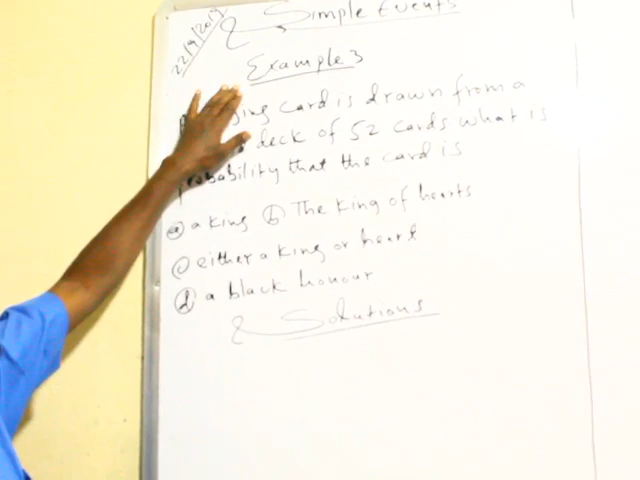 22/9/2019
& Simple Events
Example 3
card is drawn from a
deck of 52 cards what is
probability that the card is
(a) a king (b) The king of hearts
(c) either a king or heart
(d) a black honour
& Solutions